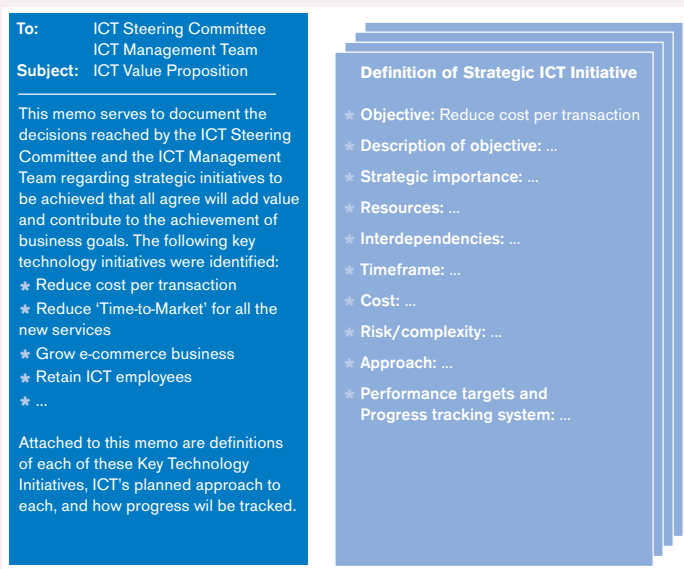 To: ICT Steering Committee
ICT Management Team
Subject: ICT Value Proposition
This memo serves to document the
decisions reached by the ICT Steering
Committee and the ICT Management
Team regarding strategic initiatives to
be achieved that all agree will add value
and contribute to the achievement of
business goals. The following key
technology initiatives were identified:
* Reduce cost per transaction
* Reduce ‘Time-to-Market’ for all the
new services
* Grow e-commerce business
* Retain ICT employees
* ...
Attached to this memo are definitions
of each of these Key Technology
Initiatives, ICT's planned approach to
each, and how progress wil be tracked.
Definition of Strategic ICT Initiative
* Objective: Reduce cost per transaction
* Description of objective: ...
* Strategic importance: ...
* Resources: ...
* Interdependencies: ...
* Timeframe: ...
* Cost: ...
* Risk/complexity: ...
* Approach: ...
* Performance targets and
Progress tracking system: ...